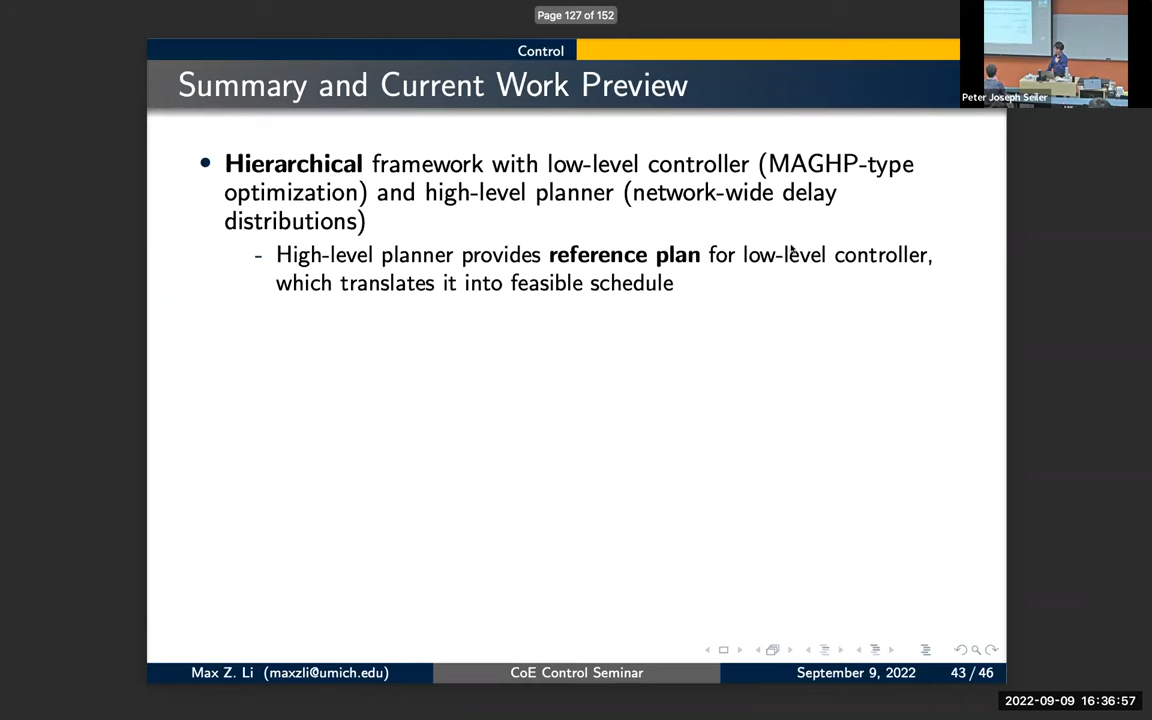 Page 127 of 152
Control
Summary and Current Work Preview
Peter Joseph Seiler
• Hierarchical framework with low-level controller (MAGHP-type
optimization) and high-level planner (network-wide delay
distributions)
- High-level planner provides reference plan for low-level controller,
which translates it into feasible schedule
Max Z. Li (maxzli@umich.edu)
CoE Control Seminar
September 9, 2022
43 / 46
2022-09-09 16:36:57